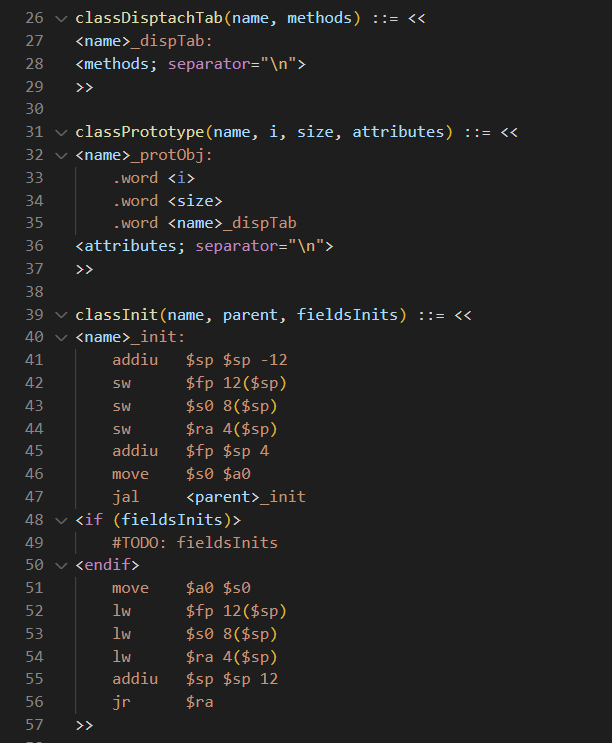 26 classDisptachTab(name, methods) ::= <<
27 <name>_dispTab:
28 <methods; separator="\n">
29 >>
30
31 classPrototype(name, i, size, attributes) ::= <<
32 <name>_protObj:
33     .word <i>
34     .word <size>
35     .word <name>_dispTab
36 <attributes; separator="\n">
37 >>
38
39 classInit(name, parent, fieldsInits) ::= <<
40 <name>_init:
41     addiu   $sp $sp -12
42     sw      $fp 12($sp)
43     sw      $s0 8($sp)
44     sw      $ra 4($sp)
45     addiu   $fp $sp 4
46     move    $s0 $a0
47     jal     <parent>_init
48 <if (fieldsInits)>
49     #TODO: fieldsInits
50 <endif>
51     move    $a0 $s0
52     lw      $fp 12($sp)
53     lw      $s0 8($sp)
54     lw      $ra 4($sp)
55     addiu   $sp $sp 12
56     jr      $ra
57 >>